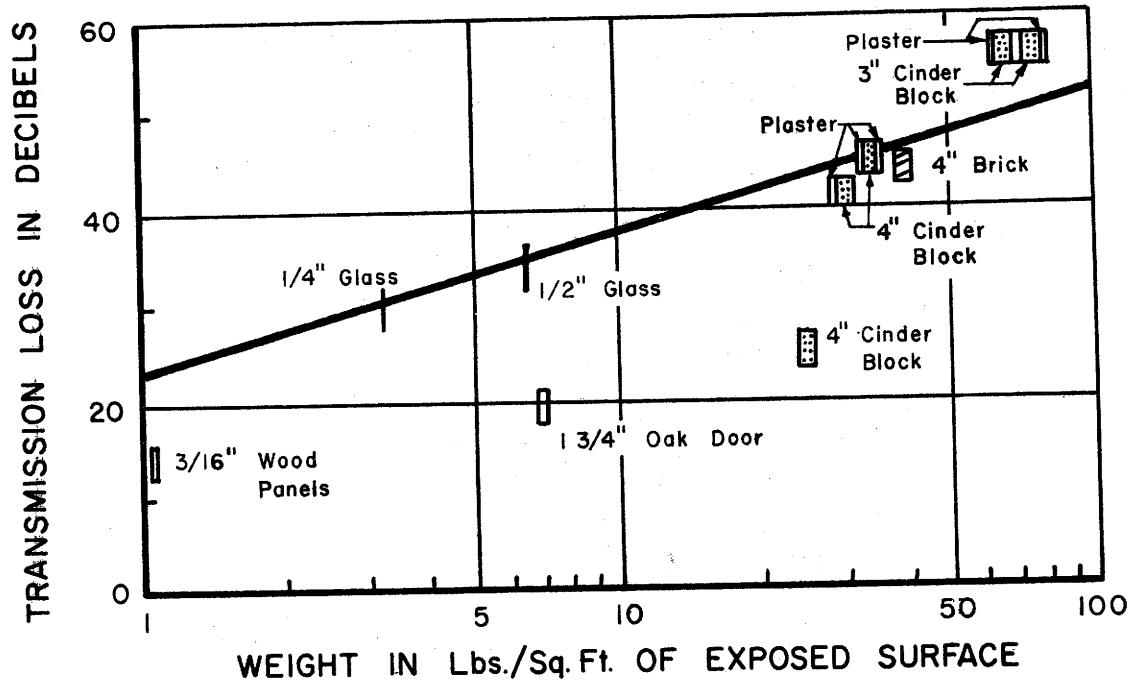 TRANSMISSION LOSS IN DECIBELS
60
40
20
0
Plaster
3" Cinder
Block
Plaster
4" Brick
4" Cinder
Block
1/4" Glass
1/2" Glass
4" Cinder
Block
1 3/4" Oak Door
3/16" Wood
Panels
1
5
10
50
100
WEIGHT IN Lbs./Sq. Ft. OF EXPOSED SURFACE